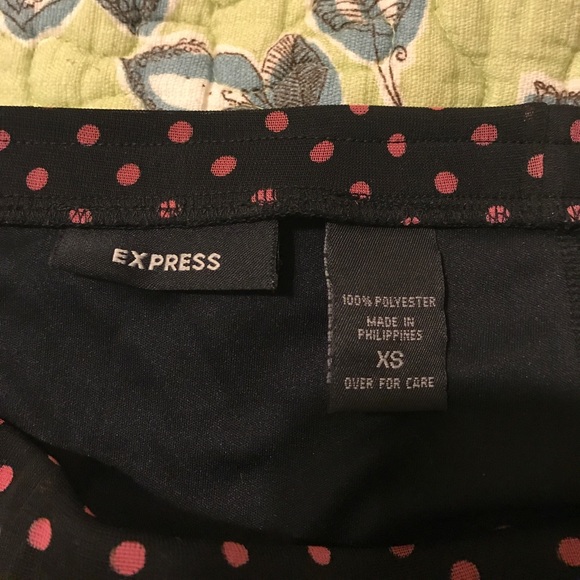 EXPRESS
100% POLYESTER
MADE IN
PHILIPPINES
XS
OVER FOR CARE